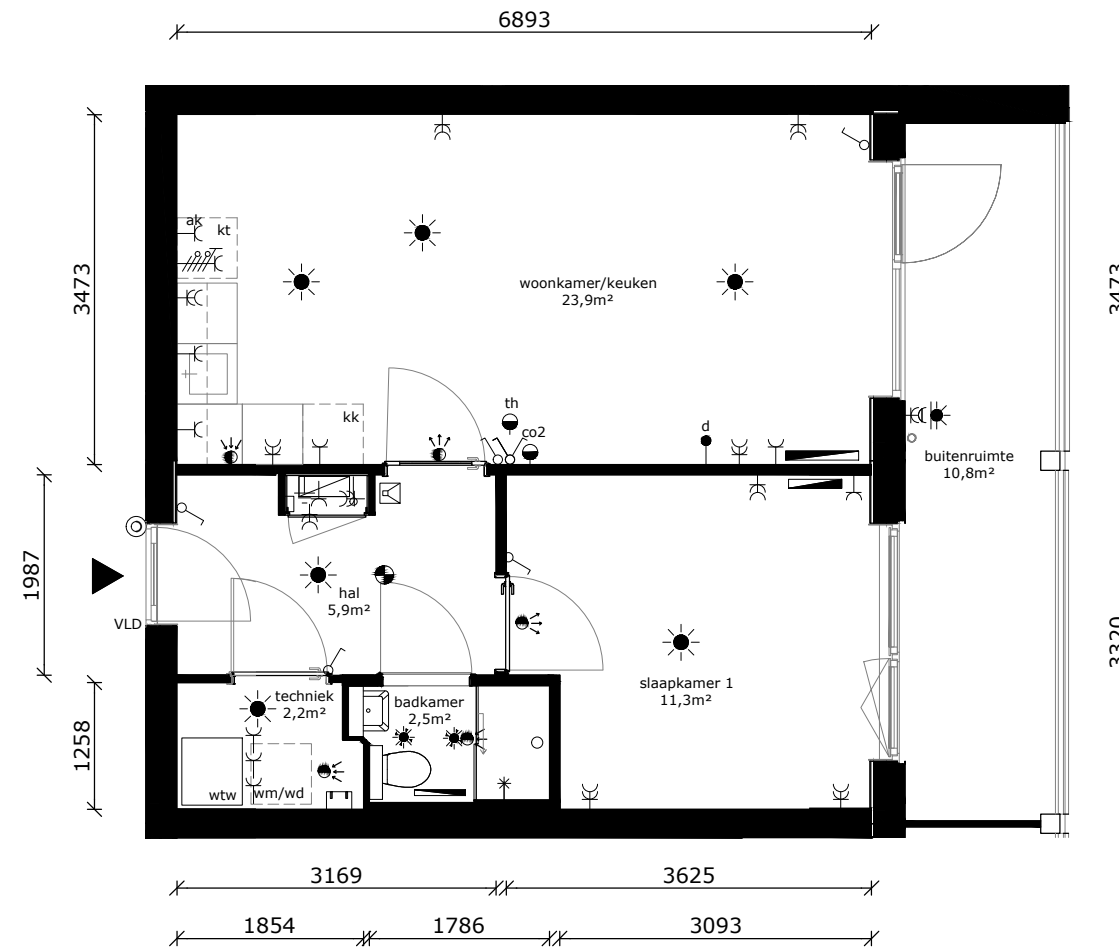 6893
3473
3473
ak
kt
woonkamer/keuken
23,9m²
kk
th
co2
d
buitenruimte
10,8m²
1987
hal
5,9m²
VLD
3320
techniek
2,2m²
badkamer
2,5m²
slaapkamer 1
11,3m²
1258
wtw
wm/wd
3169
3625
1854
1786
3093